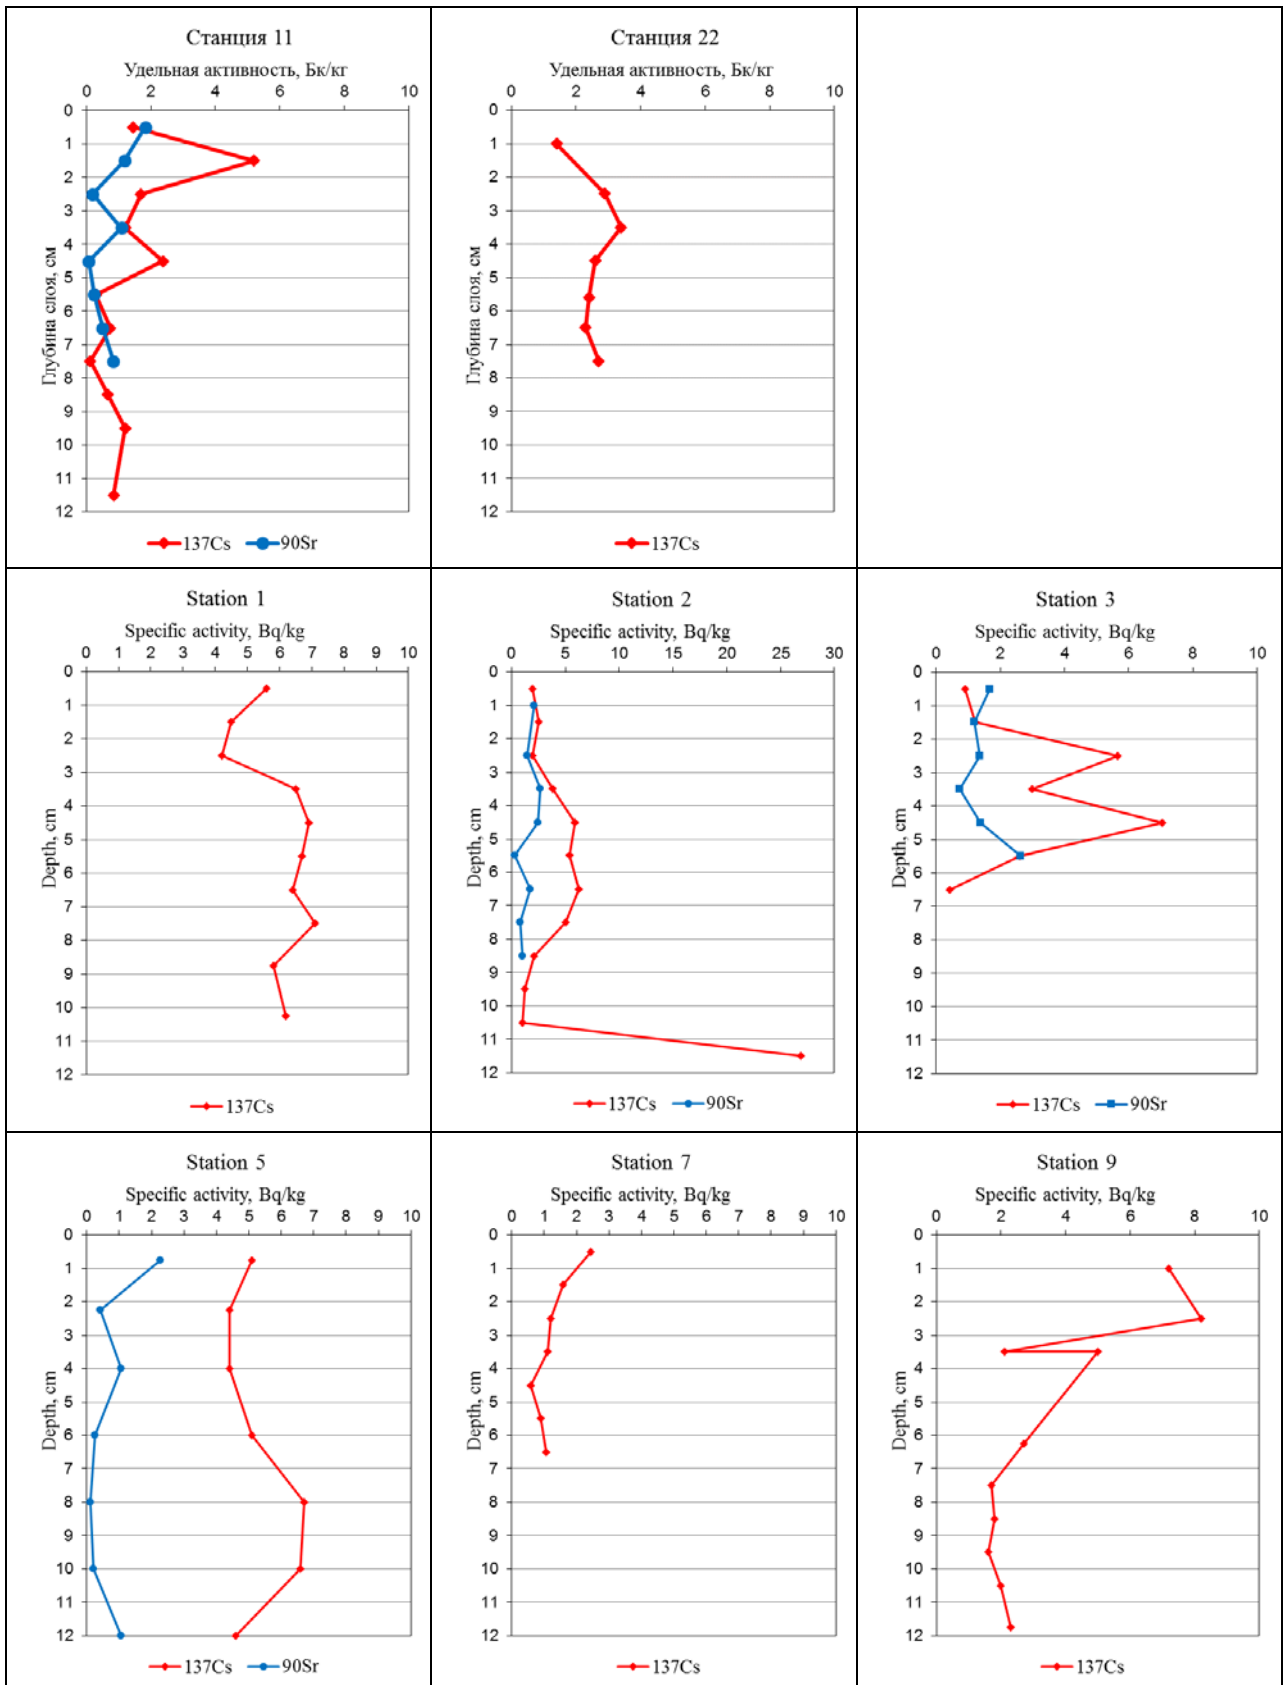 Станция 11
Удельная активность, Бк/кг
0 2 4 6 8 10
0
1
2
3
4
5
6
7
8
9
10
11
12
Глубина слоя, см
137Cs 90Sr
Станция 22
Удельная активность, Бк/кг
0 2 4 6 8 10
0
1
2
3
4
5
6
7
8
9
10
11
12
Глубина слоя, см
137Cs
Station 1
Specific activity, Bq/kg
0 1 2 3 4 5 6 7 8 9 10
0
1
2
3
4
5
6
7
8
9
10
11
12
Depth, cm
137Cs
Station 2
Specific activity, Bq/kg
0 5 10 15 20 25 30
0
1
2
3
4
5
6
7
8
9
10
11
12
Depth, cm
137Cs 90Sr
Station 3
Specific activity, Bq/kg
0 2 4 6 8 10
0
1
2
3
4
5
6
7
8
9
10
11
12
Depth, cm
137Cs 90Sr
Station 5
Specific activity, Bq/kg
0 1 2 3 4 5 6 7 8 9 10
0
1
2
3
4
5
6
7
8
9
10
11
12
Depth, cm
137Cs 90Sr
Station 7
Specific activity, Bq/kg
0 1 2 3 4 5 6 7 8 9 10
0
1
2
3
4
5
6
7
8
9
10
11
12
Depth, cm
137Cs
Station 9
Specific activity, Bq/kg
0 2 4 6 8 10
0
1
2
3
4
5
6
7
8
9
10
11
12
Depth, cm
137Cs